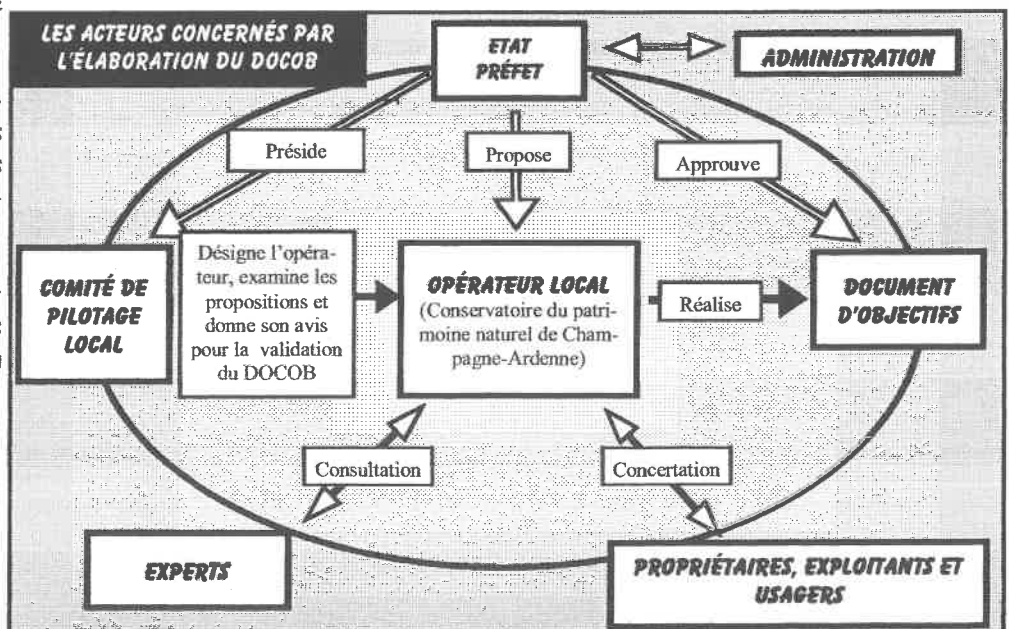 LES ACTEURS CONCERNÉS PAR
L'ÉLABORATION DU DOCOB
ETAT
PRÉFET
ADMINISTRATION
Préside
Propose
Approuve
COMITÉ DE
PILOTAGE
LOCAL
Désigne l'opéra-
teur, examine les
propositions et
donne son avis
pour la validation
du DOCOB
OPÉRATEUR LOCAL
(Conservatoire du patri-
moine naturel de Cham-
pagne-Ardenne)
Réalise
DOCUMENT
D'OBJECTIFS
Consultation
Concertation
EXPERTS
PROPRIÉTAIRES, EXPLOITANTS ET
USAGERS